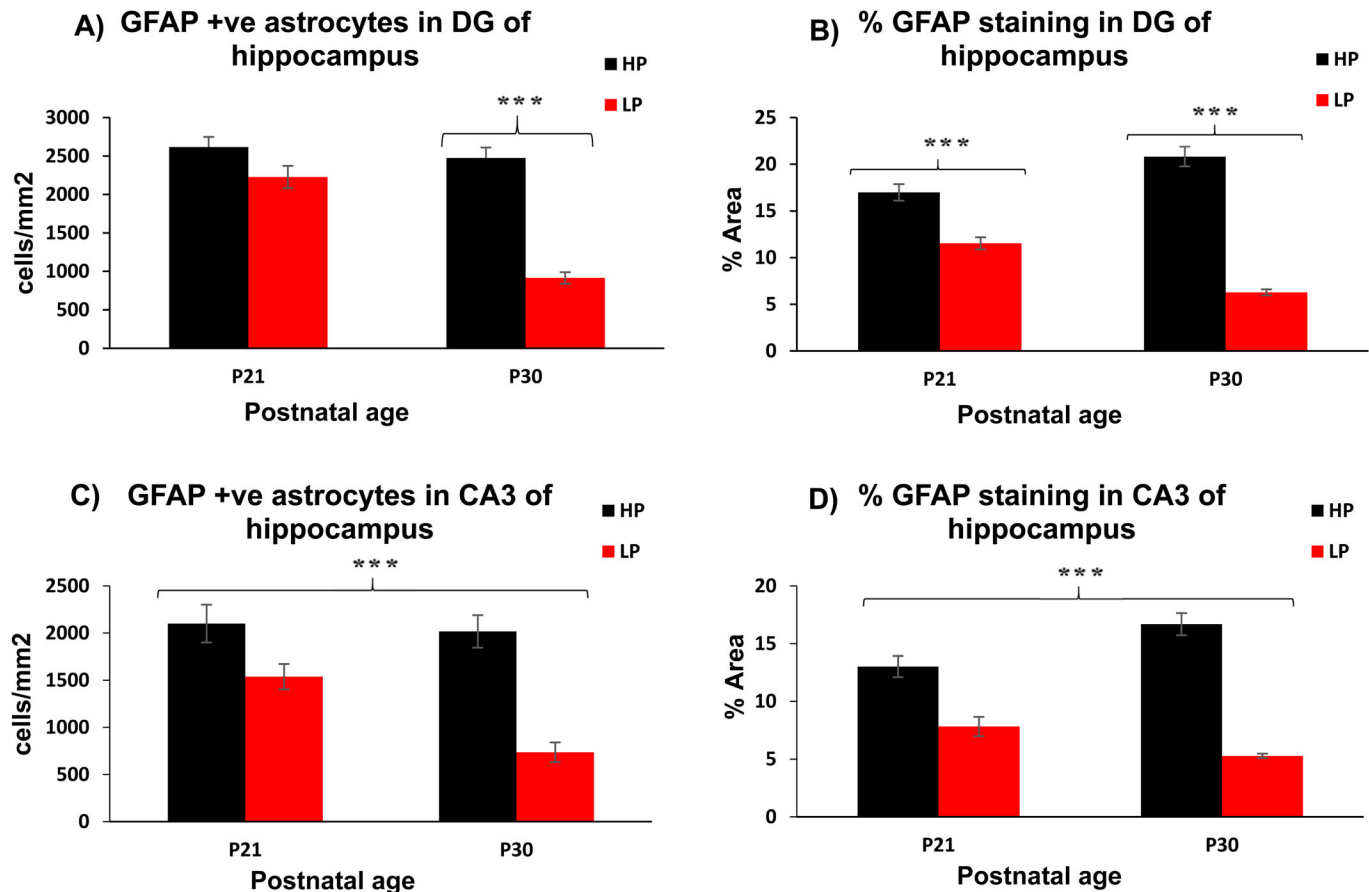 A) GFAP +ve astrocytes in DG of
hippocampus
HP
LP
***
cells/mm2
3000
2500
2000
1500
1000
500
0
P21 P30
Postnatal age
B) % GFAP staining in DG of
hippocampus
HP
LP
***
***
% Area
25
20
15
10
5
0
P21 P30
Postnatal age
C) GFAP +ve astrocytes in CA3 of
hippocampus
HP
LP
***
cells/mm2
2500
2000
1500
1000
500
0
P21 P30
Postnatal age
D) % GFAP staining in CA3 of
hippocampus
HP
LP
***
% Area
20
15
10
5
0
P21 P30
Postnatal age